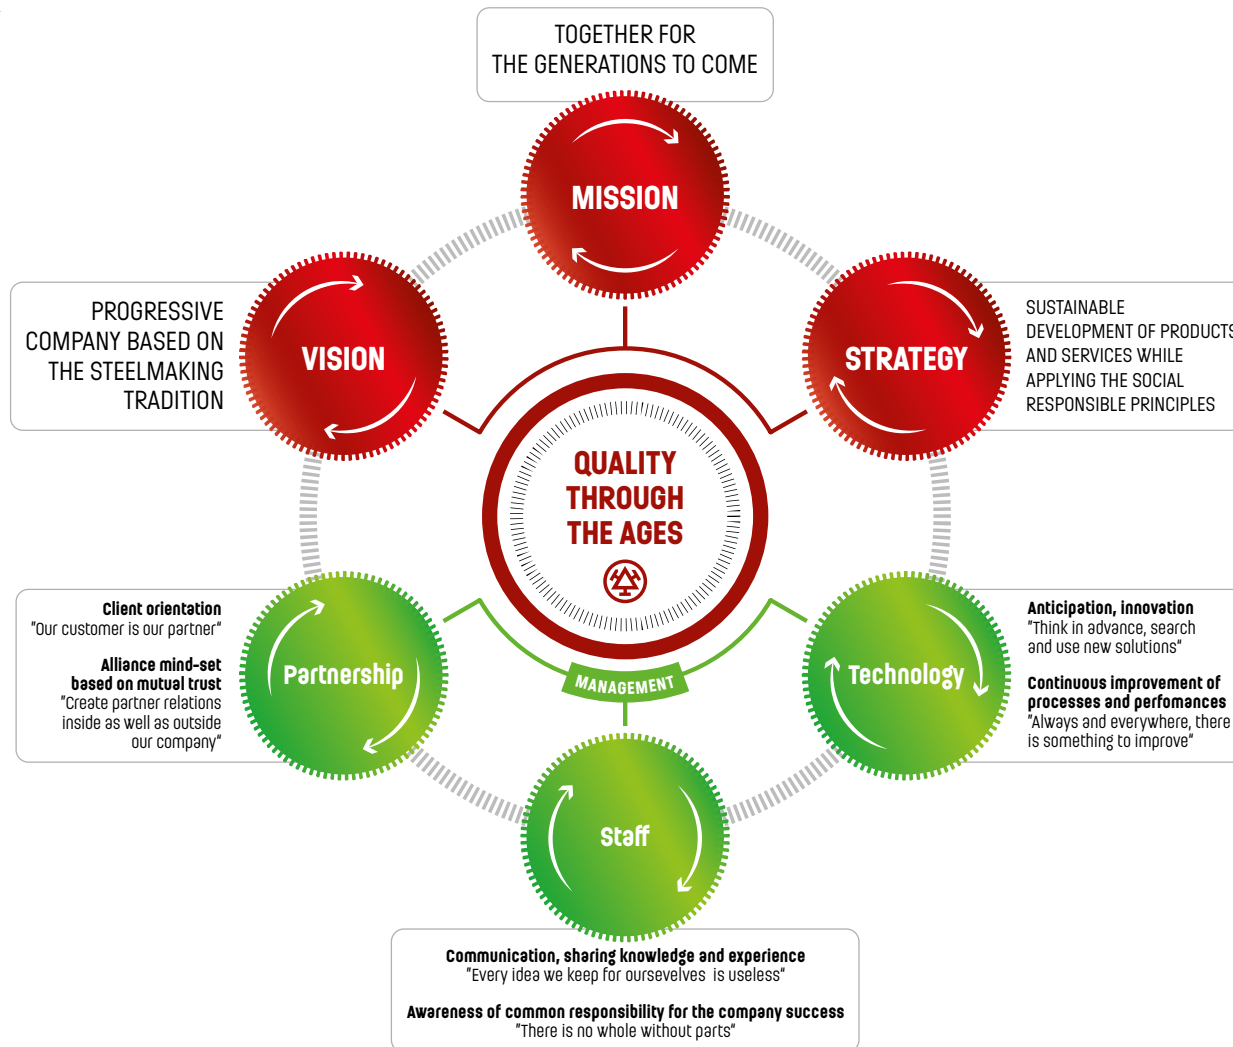 TOGETHER FOR
THE GENERATIONS TO COME
MISSION
PROGRESSIVE
COMPANY BASED ON
THE STEELMAKING
TRADITION
VISION
STRATEGY
SUSTAINABLE
DEVELOPMENT OF PRODUCTS
AND SERVICES WHILE
APPLYING THE SOCIAL
RESPONSIBLE PRINCIPLES
QUALITY
THROUGH
THE AGES
MANAGEMENT
Client orientation
"Our customer is our partner“
Alliance mind-set
based on mutual trust
"Create partner relations
inside as well as outside
our company“
Partnership
Technology
Anticipation, innovation
"Think in advance, search
and use new solutions“
Continuous improvement of
processes and perfomances
"Always and everywhere, there
is something to improve“
Staff
Communication, sharing knowledge and experience
"Every idea we keep for oursevelves is useless“
Awareness of common responsibility for the company success
"There is no whole without parts“